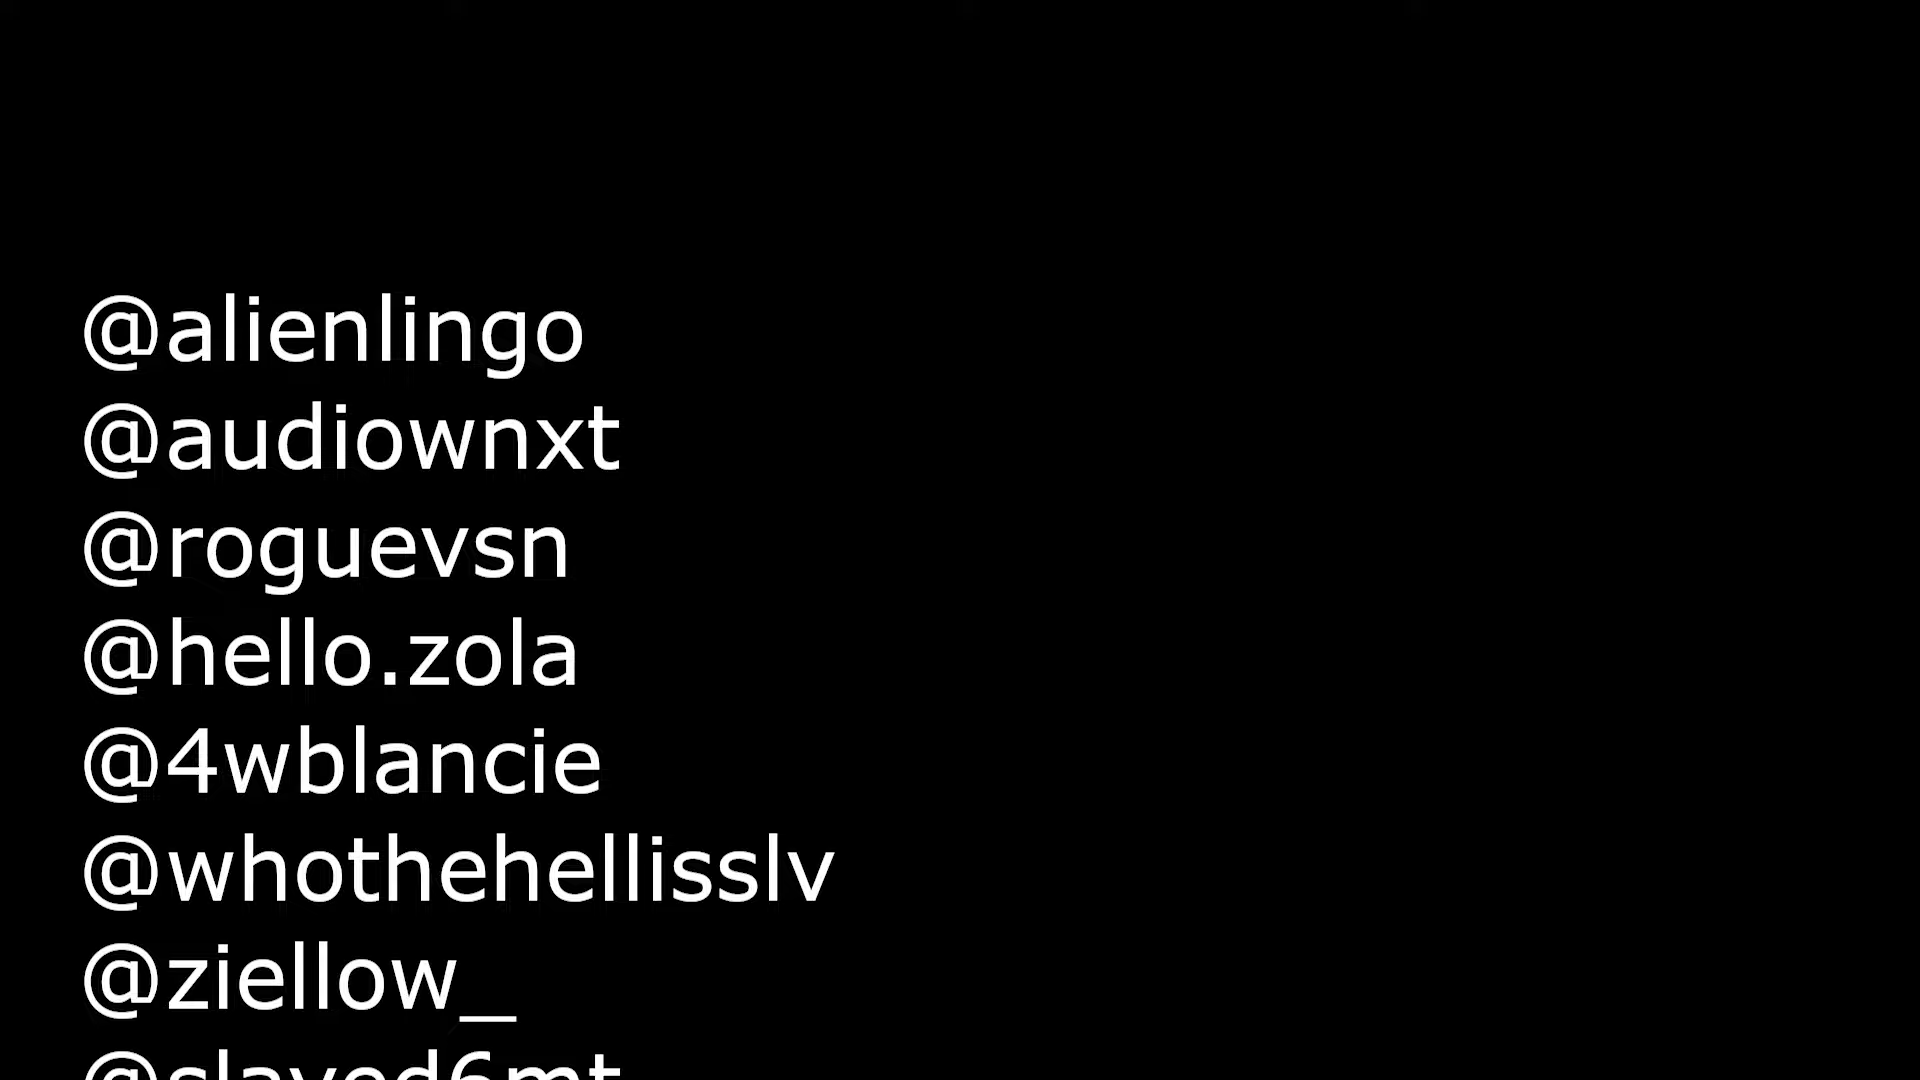 @alienlingo
@audiownxt
@roguevsn
@hello.zola
@4wblancie
@whothehellisslv
@ziellow_